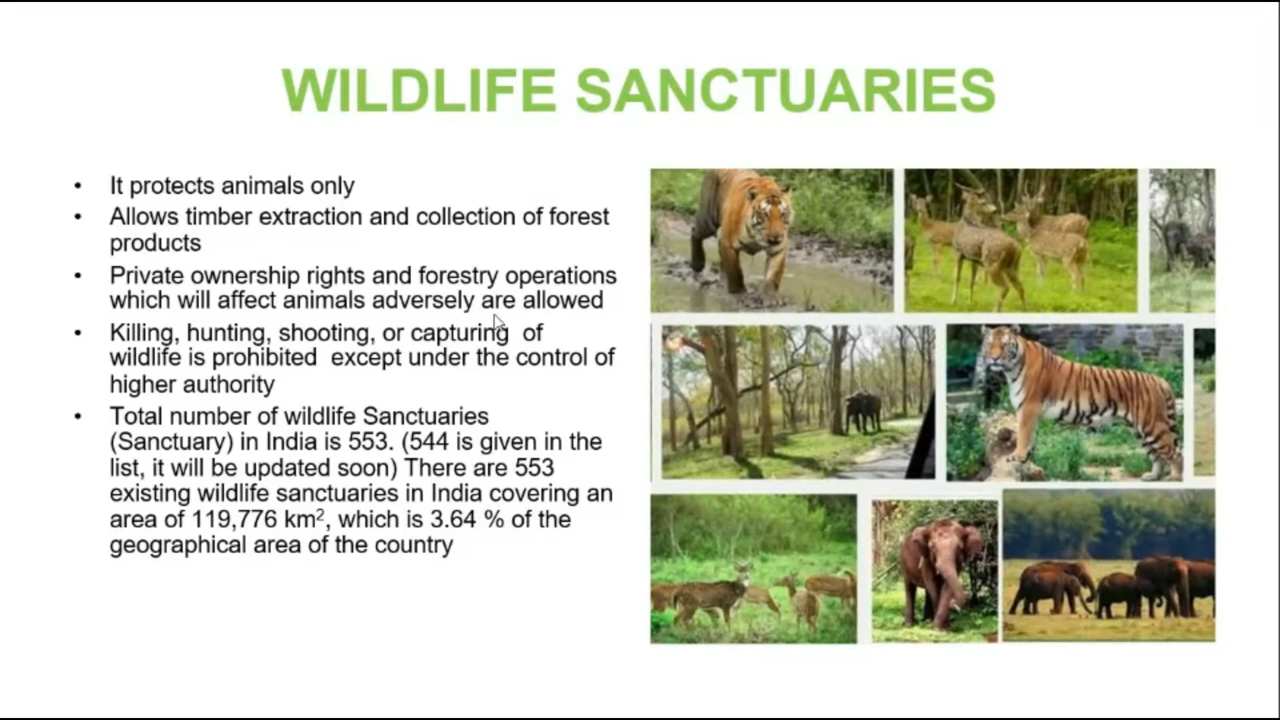 WILDLIFE SANCTUARIES
• It protects animals only
• Allows timber extraction and collection of forest
products
• Private ownership rights and forestry operations
which will affect animals adversely are allowed
• Killing, hunting, shooting, or capturing of
wildlife is prohibited except under the control of
higher authority
• Total number of wildlife Sanctuaries
(Sanctuary) in India is 553. (544 is given in the
list, it will be updated soon) There are 553
existing wildlife sanctuaries in India covering an
area of 119,776 km², which is 3.64 % of the
geographical area of the country